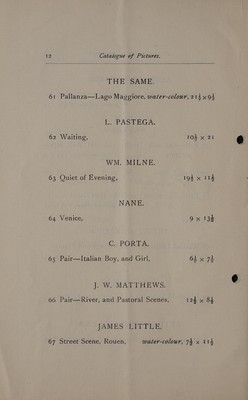 12 Catalogue of Pictures.
THE SAME.
61 Pallanza—Lago Maggiore, water-colour, 21½ x 9½
L. PASTEGA.
62 Waiting, 10½ x 21
WM. MILNE.
63 Quiet of Evening, 19½ x 11½
NANE.
64 Venice, 9 x 13½
C. PORTA.
65 Pair—Italian Boy, and Girl, 6½ x 7½
J. W. MATTHEWS.
66 Pair—River, and Pastoral Scenes, 12½ x 8½
JAMES LITTLE.
67 Street Scene, Rouen, water-colour, 7½ x 11½